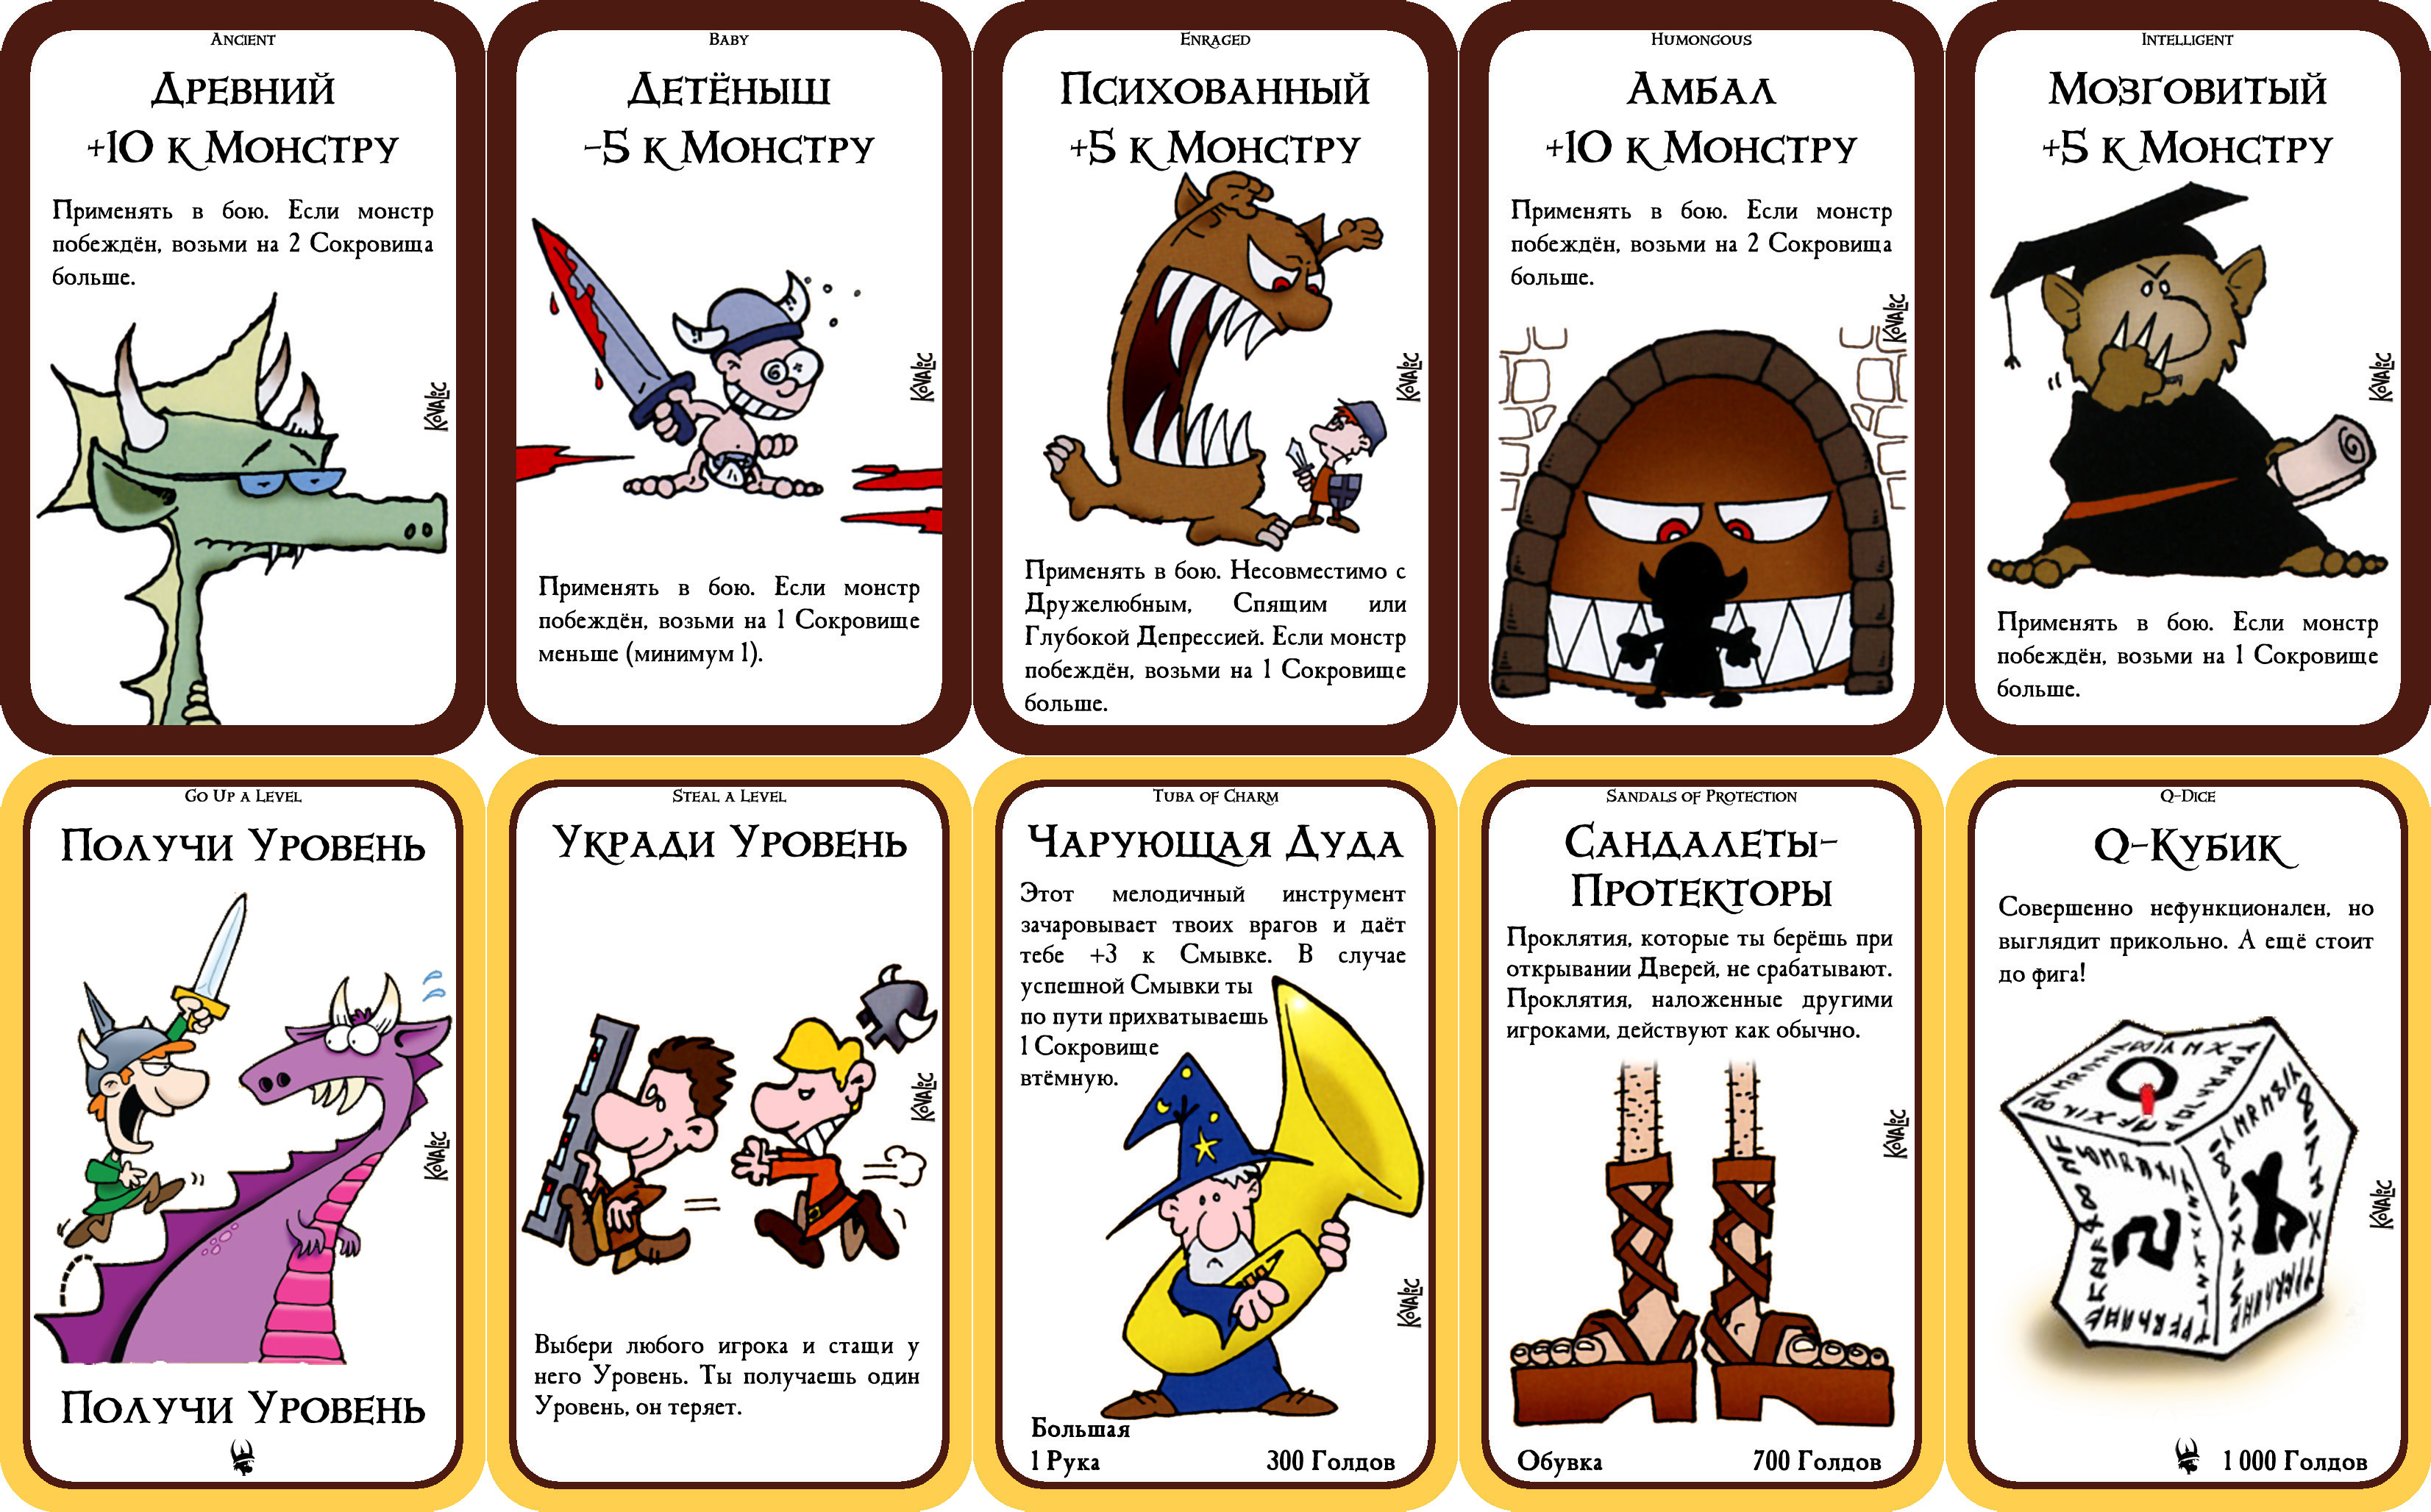 Ancient
Древний
+10 к Монстру
Применять в бою. Если монстр
побеждён, возьми на 2 Сокровища
больше.
Kovalic
Baby
Детёныш
-5 к Монстру
Kovalic
Применять в бою. Если монстр
побеждён, возьми на 1 Сокровище
меньше (минимум 1).
Enraged
Психованный
+5 к Монстру
Kovalic
Применять в бою. Несовместимо с
Дружелюбным, Спящим или
Глубокой Депрессией. Если монстр
побеждён, возьми на 1 Сокровище
больше.
Humongous
Амбал
+10 к Монстру
Применять в бою. Если монстр
побеждён, возьми на 2 Сокровища
больше.
Kovalic
Intelligent
Мозговитый
+5 к Монстру
Kovalic
Применять в бою. Если монстр
побеждён, возьми на 1 Сокровище
больше.
Go Up a Level
Получи Уровень
Kovalic
Получи Уровень
Steal a Level
Укради Уровень
Kovalic
Выбери любого игрока и стащи у
него Уровень. Ты получаешь один
Уровень, он теряет.
Tuba of Charm
Чарующая Дуда
Этот мелодичный инструмент
зачаровывает твоих врагов и даёт
тебе +3 к Смывке. В случае
успешной Смывки ты
по пути прихватываешь
1 Сокровище
втёмную.
Kovalic
Большая
1 Рука
300 Голдов
Sandals of Protection
Сандалеты-
Протекторы
Проклятия, которые ты берёшь при
открывании Дверей, не срабатывают.
Проклятия, наложенные другими
игроками, действуют как обычно.
Kovalic
Обувка
700 Голдов
Q-Dice
Q-Кубик
Совершенно нефункционален, но
выглядит прикольно. А ещё стоит
до фига!
Q
2
X
Kovalic
1 000 Голдов